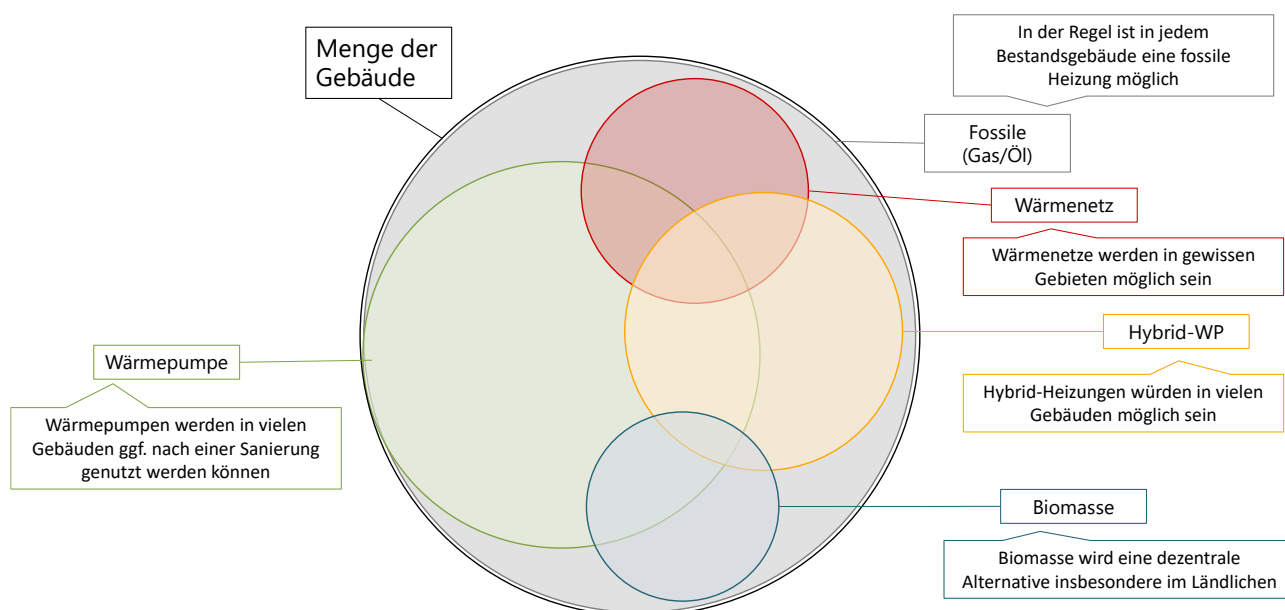 Menge der
Gebäude
In der Regel ist in jedem
Bestandsgebäude eine fossile
Heizung möglich
Fossile
(Gas/Öl)
Wärmenetz
Wärmenetze werden in gewissen
Gebieten möglich sein
Hybrid-WP
Hybrid-Heizungen würden in vielen
Gebäuden möglich sein
Wärmepumpe
Wärmepumpen werden in vielen
Gebäuden ggf. nach einer Sanierung
genutzt werden können
Biomasse
Biomasse wird eine dezentrale
Alternative insbesondere im Ländlichen